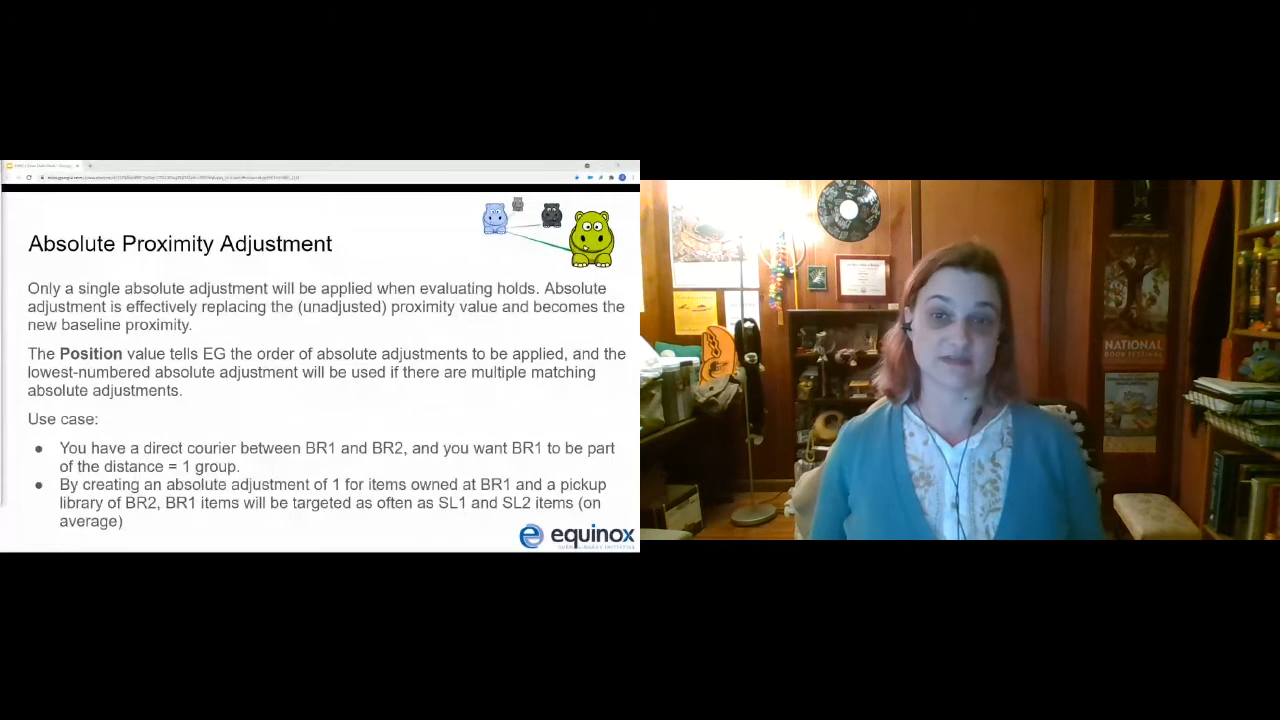 Absolute Proximity Adjustment
Only a single absolute adjustment will be applied when evaluating holds. Absolute
adjustment is effectively replacing the (unadjusted) proximity value and becomes the
new baseline proximity.
The Position value tells EG the order of absolute adjustments to be applied, and the
lowest-numbered absolute adjustment will be used if there are multiple matching
absolute adjustments.
Use case:
● You have a direct courier between BR1 and BR2, and you want BR1 to be part
of the distance = 1 group.
● By creating an absolute adjustment of 1 for items owned at BR1 and a pickup
library of BR2, BR1 items will be targeted as often as SL1 and SL2 items (on
average)
equinox
OPEN LIBRARY INITIATIVE
NATIONAL
BOOK FESTIVAL